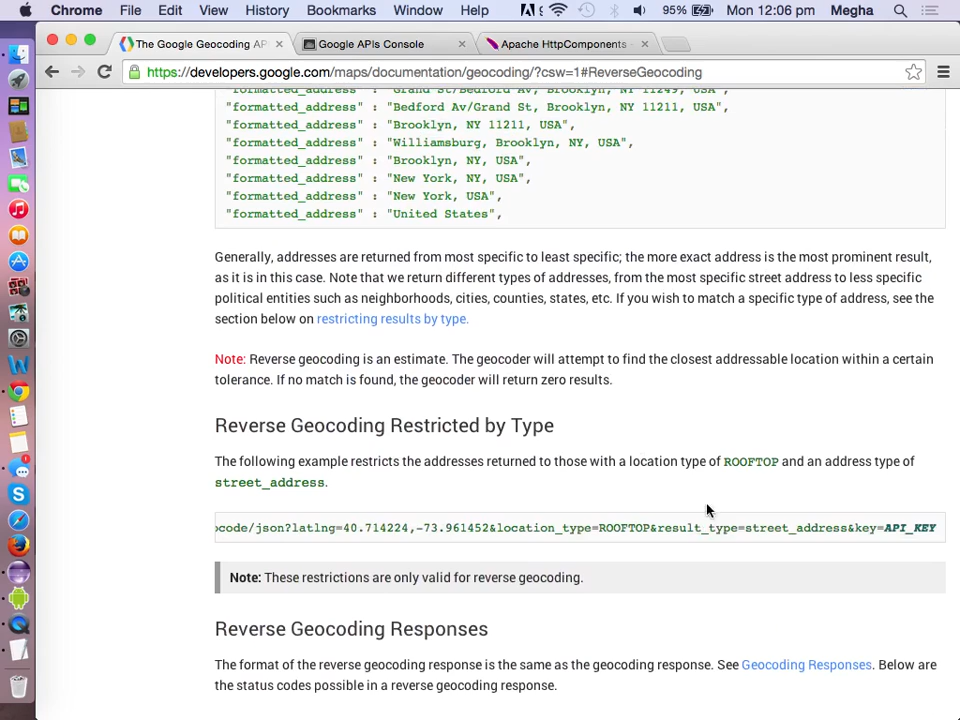 Chrome File Edit View History Bookmarks Window Help 95% Mon 12:06 pm Megha
The Google Geocoding AP Google APIs Console Apache HttpComponents
https://developers.google.com/maps/documentation/geocoding/?csw=1#ReverseGeocoding
"formatted_address" : "Grand St/Bedford Av, Brooklyn, NY 11249, USA",
"formatted_address" : "Bedford Av/Grand St, Brooklyn, NY 11211, USA",
"formatted_address" : "Brooklyn, NY 11211, USA",
"formatted_address" : "Williamsburg, Brooklyn, NY, USA",
"formatted_address" : "Brooklyn, NY, USA",
"formatted_address" : "New York, NY, USA",
"formatted_address" : "New York, USA",
"formatted_address" : "United States",
Generally, addresses are returned from most specific to least specific; the more exact address is the most prominent result,
as it is in this case. Note that we return different types of addresses, from the most specific street address to less specific
political entities such as neighborhoods, cities, counties, states, etc. If you wish to match a specific type of address, see the
section below on restricting results by type.
Note: Reverse geocoding is an estimate. The geocoder will attempt to find the closest addressable location within a certain
tolerance. If no match is found, the geocoder will return zero results.
Reverse Geocoding Restricted by Type
The following example restricts the addresses returned to those with a location type of ROOFTOP and an address type of
street_address.
ocode/json?latlng=40.714224,-73.961452&location_type=ROOFTOP&result_type=street_address&key=API_KEY
Note: These restrictions are only valid for reverse geocoding.
Reverse Geocoding Responses
The format of the reverse geocoding response is the same as the geocoding response. See Geocoding Responses. Below are
the status codes possible in a reverse geocoding response.